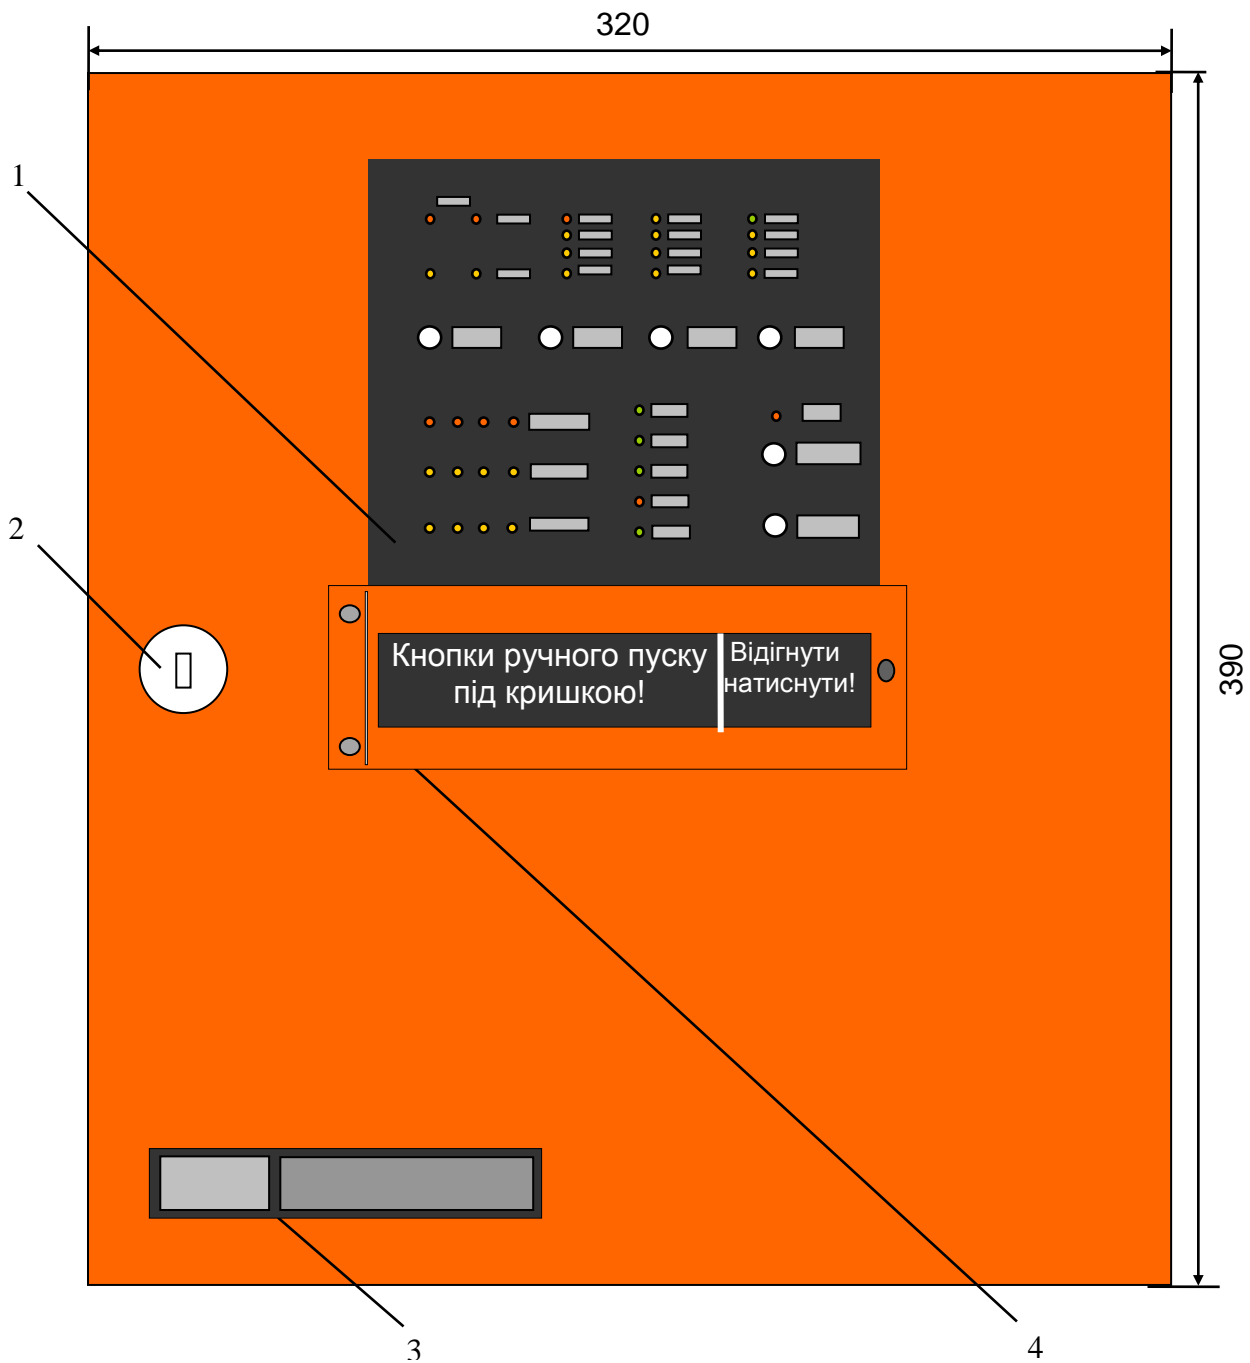 320
1
2
Кнопки ручного пуску
під кришкою!
Відігнути
натиснути!
390
3
4